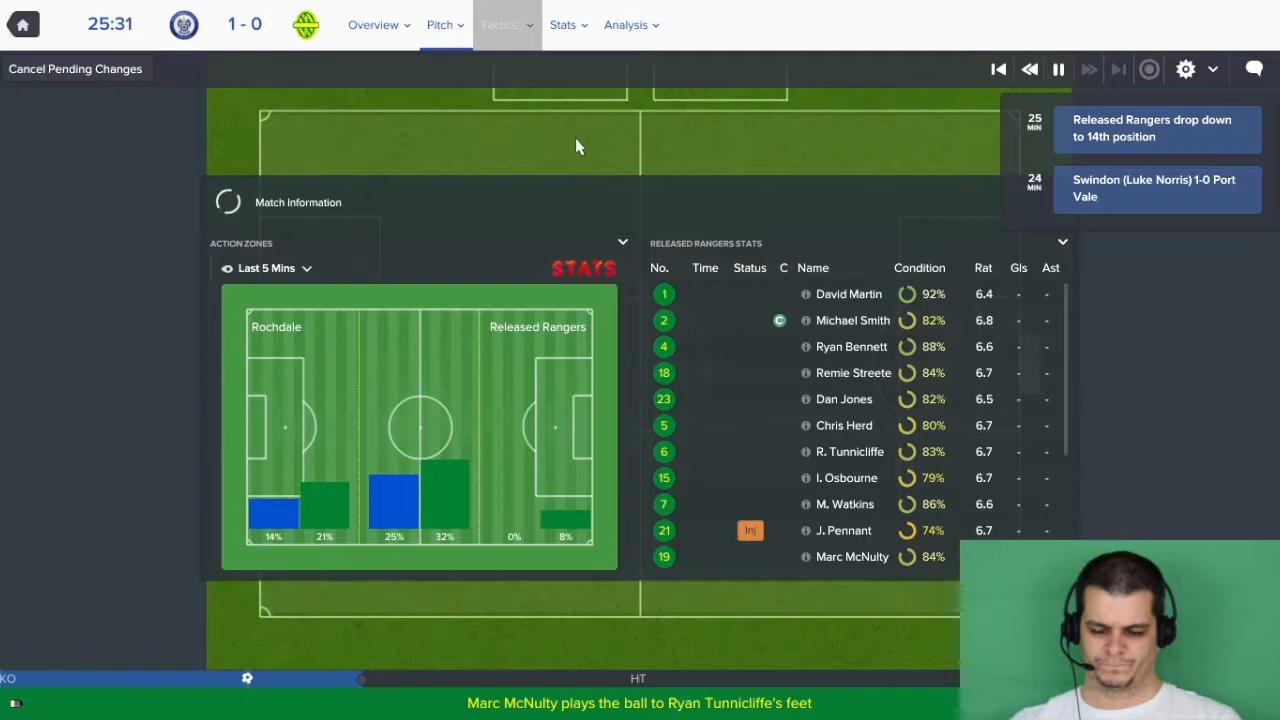 25:31
1 - 0
Overview
Pitch
Tactics
Stats
Analysis
Cancel Pending Changes
25
MIN
Released Rangers drop down
to 14th position
24
MIN
Swindon (Luke Norris) 1-0 Port
Vale
Match Information
ACTION ZONES
Last 5 Mins
STATS
Rochdale
Released Rangers
14%
21%
25%
32%
0%
8%
RELEASED RANGERS STATS
No. Time Status C Name Condition Rat Gls Ast
1 David Martin 92% 6.4 - -
2 C Michael Smith 82% 6.8 - -
4 Ryan Bennett 88% 6.6 - -
18 Remie Streete 84% 6.7 - -
23 Dan Jones 82% 6.5 - -
5 Chris Herd 80% 6.7 - -
6 R. Tunnicliffe 83% 6.7 - -
15 I. Osbourne 79% 6.7 - -
7 M. Watkins 86% 6.6 - -
21 Inj J. Pennant 74% 6.7 - -
19 Marc McNulty 84%
KO
HT
Marc McNulty plays the ball to Ryan Tunnicliffe's feet